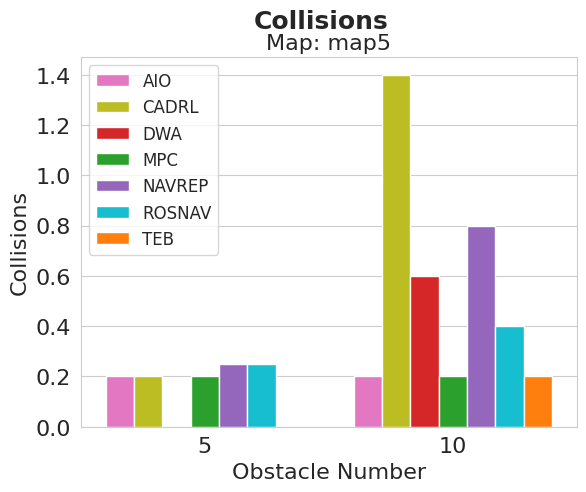 Collisions
Map: map5
AIO
CADRL
DWA
MPC
NAVREP
ROSNAV
TEB
Collisions
1.4
1.2
1.0
0.8
0.6
0.4
0.2
0.0
5 10
Obstacle Number